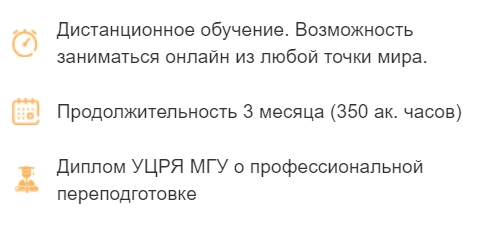 Дистанционное обучение. Возможность
заниматься онлайн из любой точки мира.
Продолжительность 3 месяца (350 ак. часов)
Диплом УЦРЯ МГУ о профессиональной
переподготовке